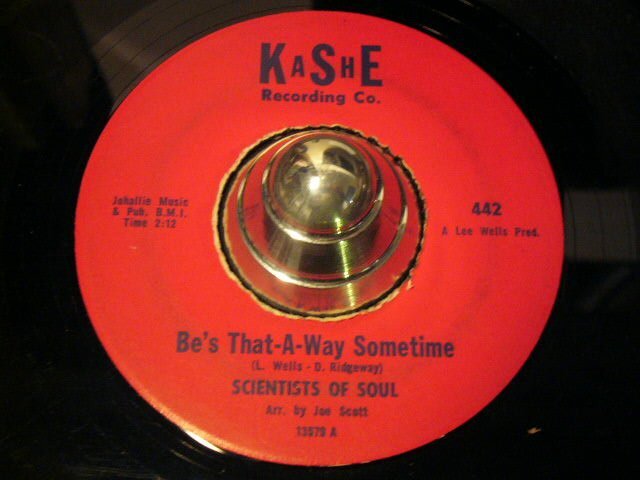 KASHE
Recording Co.
Johallie Music
& Pub. B.M.I.
Time 2:12
442
A Lee Wells Prod.
Be's That-A-Way Sometime
(L. Wells - D. Ridgeway)
SCIENTISTS OF SOUL
Arr. by Joe Scott
13579 A